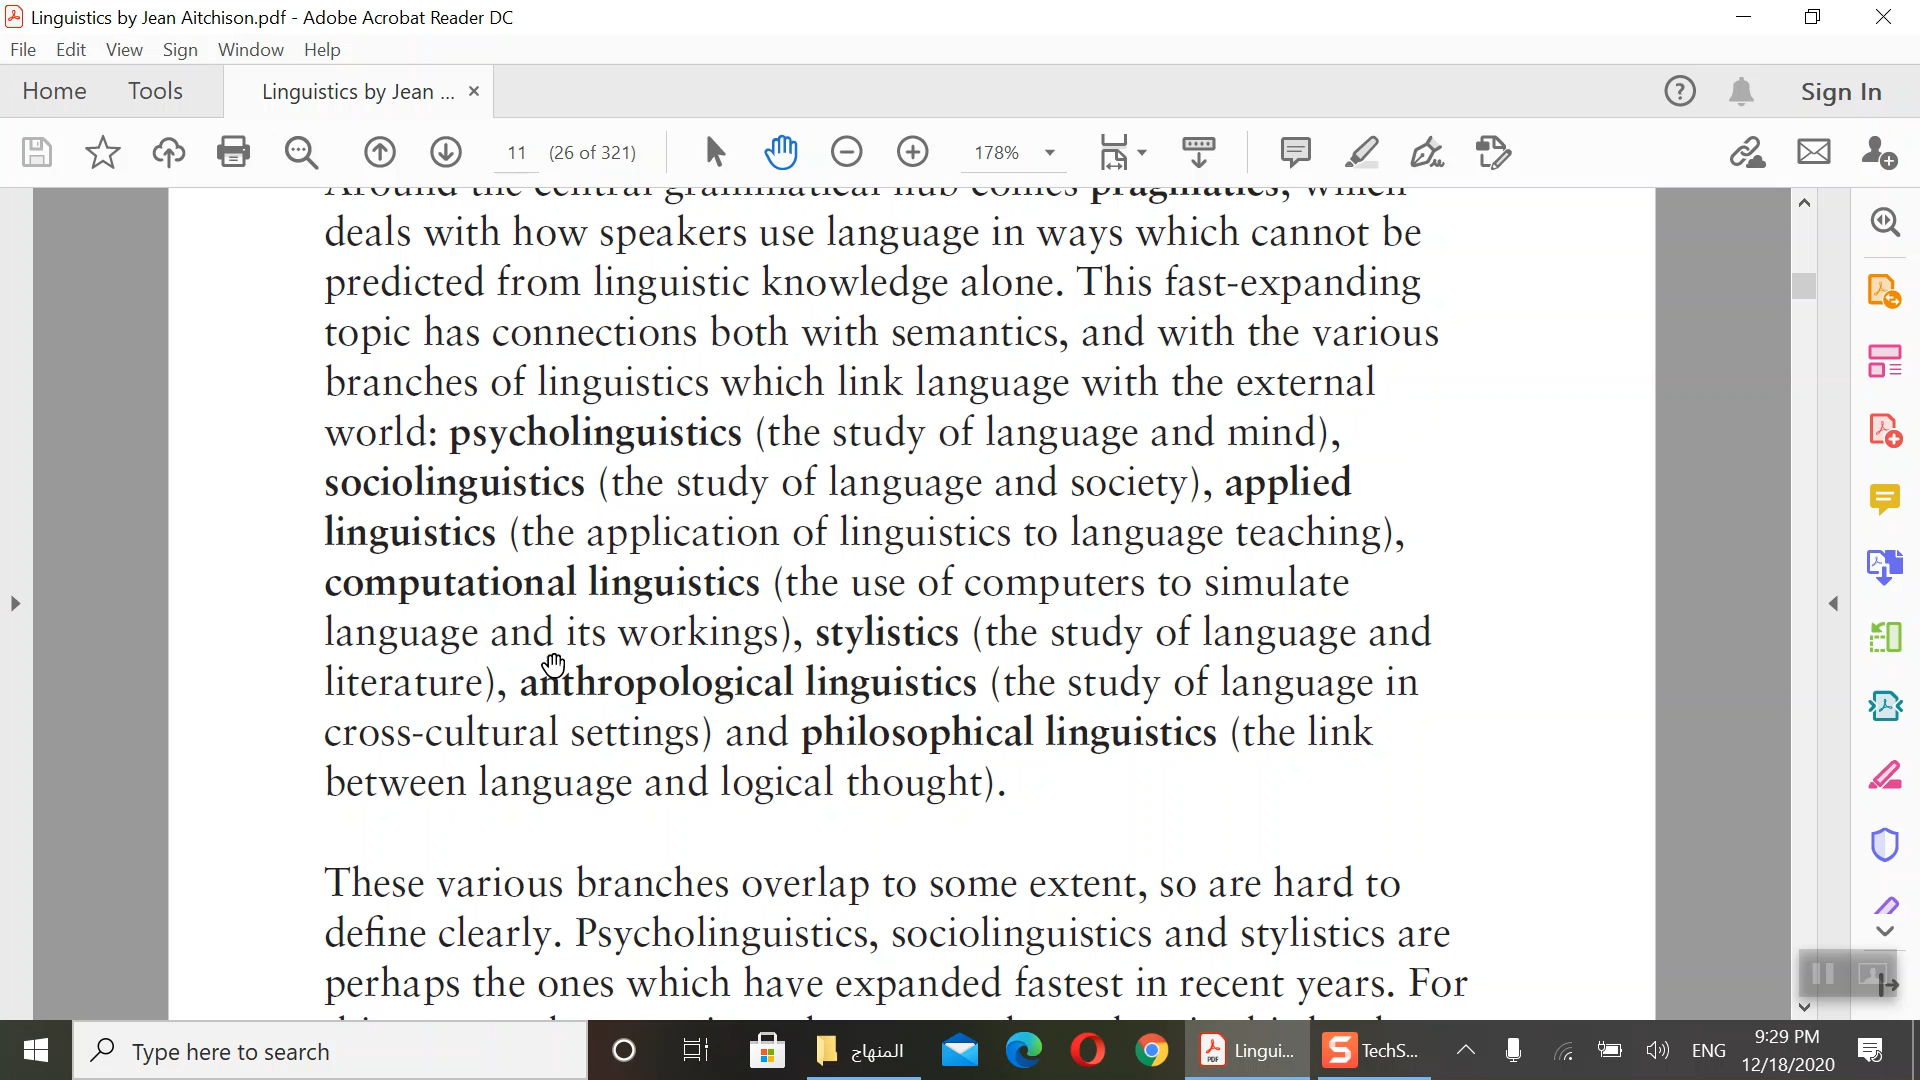 Linguistics by Jean Aitchison.pdf - Adobe Acrobat Reader DC
File Edit View Sign Window Help
Home Tools Linguistics by Jean ... × Sign In
11 (26 of 321) 178%
Around the central grammatical hub comes pragmatics, which
deals with how speakers use language in ways which cannot be
predicted from linguistic knowledge alone. This fast-expanding
topic has connections both with semantics, and with the various
branches of linguistics which link language with the external
world: psycholinguistics (the study of language and mind),
sociolinguistics (the study of language and society), applied
linguistics (the application of linguistics to language teaching),
computational linguistics (the use of computers to simulate
language and its workings), stylistics (the study of language and
literature), anthropological linguistics (the study of language in
cross-cultural settings) and philosophical linguistics (the link
between language and logical thought).
These various branches overlap to some extent, so are hard to
define clearly. Psycholinguistics, sociolinguistics and stylistics are
perhaps the ones which have expanded fastest in recent years. For
Type here to search المنهاج Lingui... TechS... ENG 9:29 PM
12/18/2020